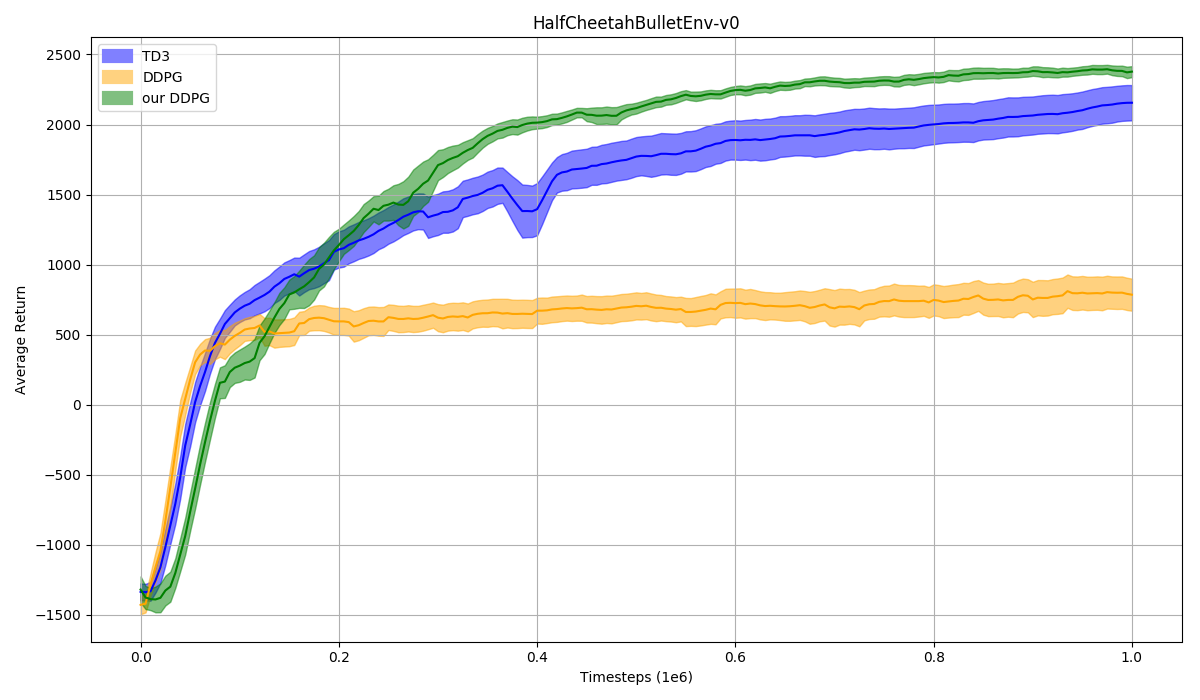 HalfCheetahBulletEnv-v0
TD3
DDPG
our DDPG
Average Return
2500
2000
1500
1000
500
0
−500
−1000
−1500
0.0 0.2 0.4 0.6 0.8 1.0
Timesteps (1e6)